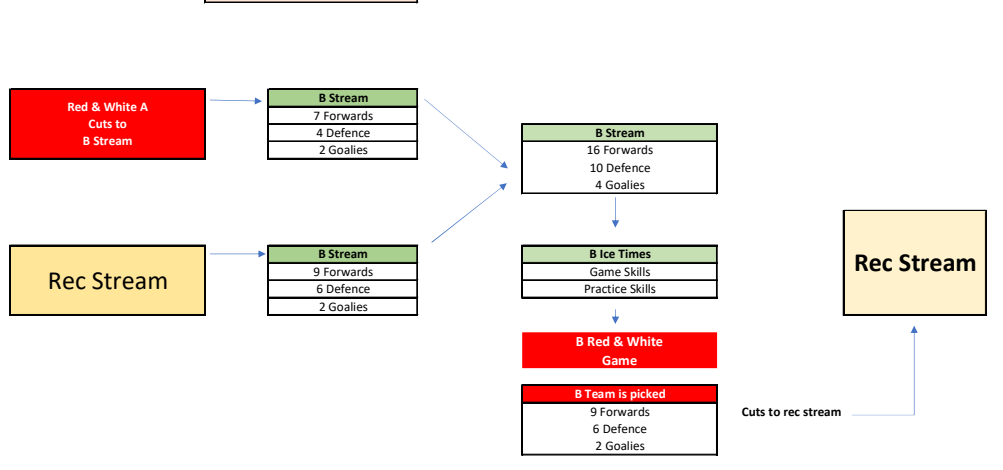 Red & White A
Cuts to
B Stream
B Stream
7 Forwards
4 Defence
2 Goalies
B Stream
16 Forwards
10 Defence
4 Goalies
Rec Stream
B Stream
9 Forwards
6 Defence
2 Goalies
B Ice Times
Game Skills
Practice Skills
Rec Stream
B Red & White
Game
B Team is picked
9 Forwards
6 Defence
2 Goalies
Cuts to rec stream